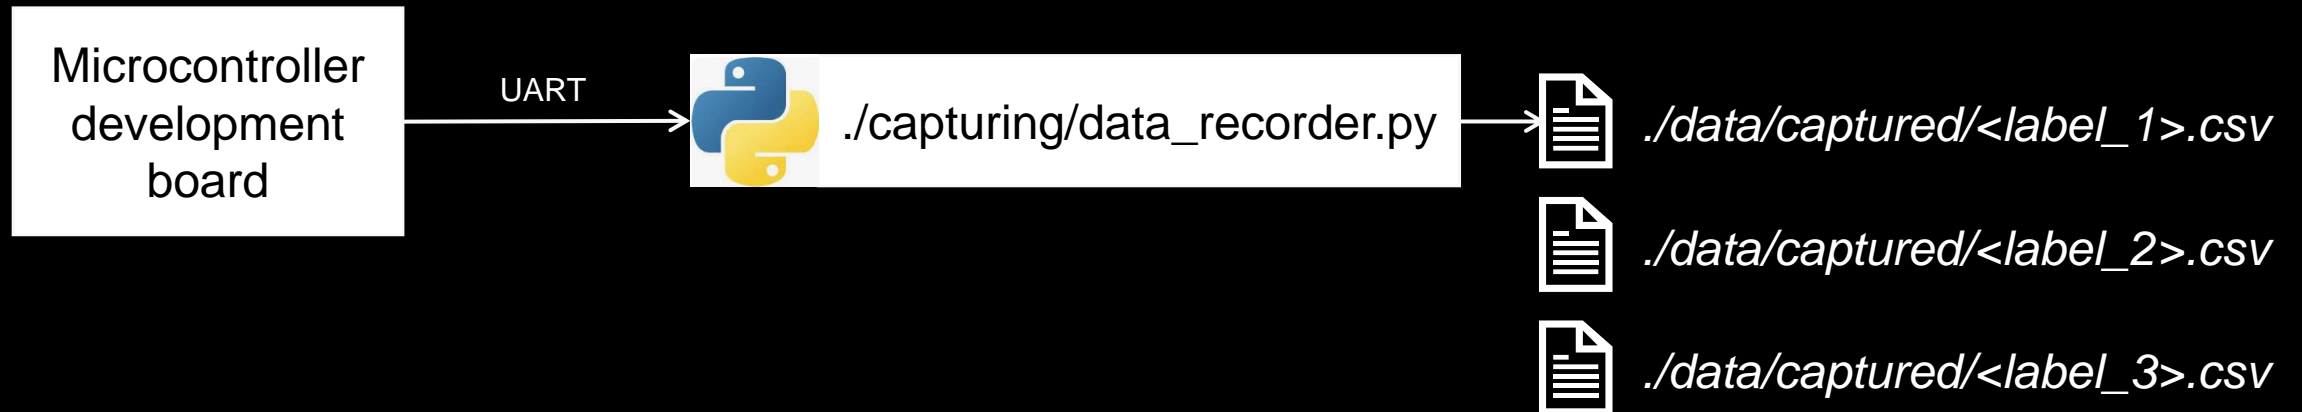 Microcontroller
development
board
UART
./capturing/data_recorder.py
./data/captured/<label_1>.csv
./data/captured/<label_2>.csv
./data/captured/<label_3>.csv